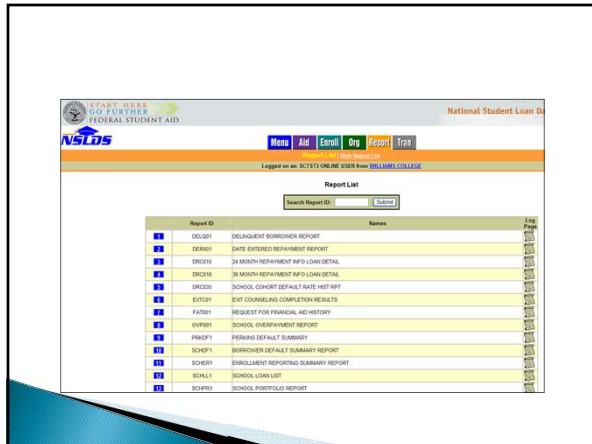 START HERE
GO FURTHER
FEDERAL STUDENT AID
National Student Loan Da
NSLDS
Menu Aid Enroll Org Report Tran
Report List | Web Report List
Logged on as: SCTST3 ONLINE USER from WILLIAMS COLLEGE
Report List
Search Report ID: Submit
Report ID Names Log Page
1 DELQ01 DELINQUENT BORROWER REPORT
2 DER001 DATE ENTERED REPAYMENT REPORT
3 DRC015 24 MONTH REPAYMENT INFO LOAN DETAIL
4 DRC016 36 MONTH REPAYMENT INFO LOAN DETAIL
5 DRC035 SCHOOL COHORT DEFAULT RATE HIST RPT
6 EXTC01 EXIT COUNSELING COMPLETION RESULTS
7 FAT001 REQUEST FOR FINANCIAL AID HISTORY
8 OVP001 SCHOOL OVERPAYMENT REPORT
9 PRKDF1 PERKINS DEFAULT SUMMARY
10 SCHDF1 BORROWER DEFAULT SUMMARY REPORT
11 SCHER1 ENROLLMENT REPORTING SUMMARY REPORT
12 SCHLL1 SCHOOL LOAN LIST
13 SCHPR1 SCHOOL PORTFOLIO REPORT